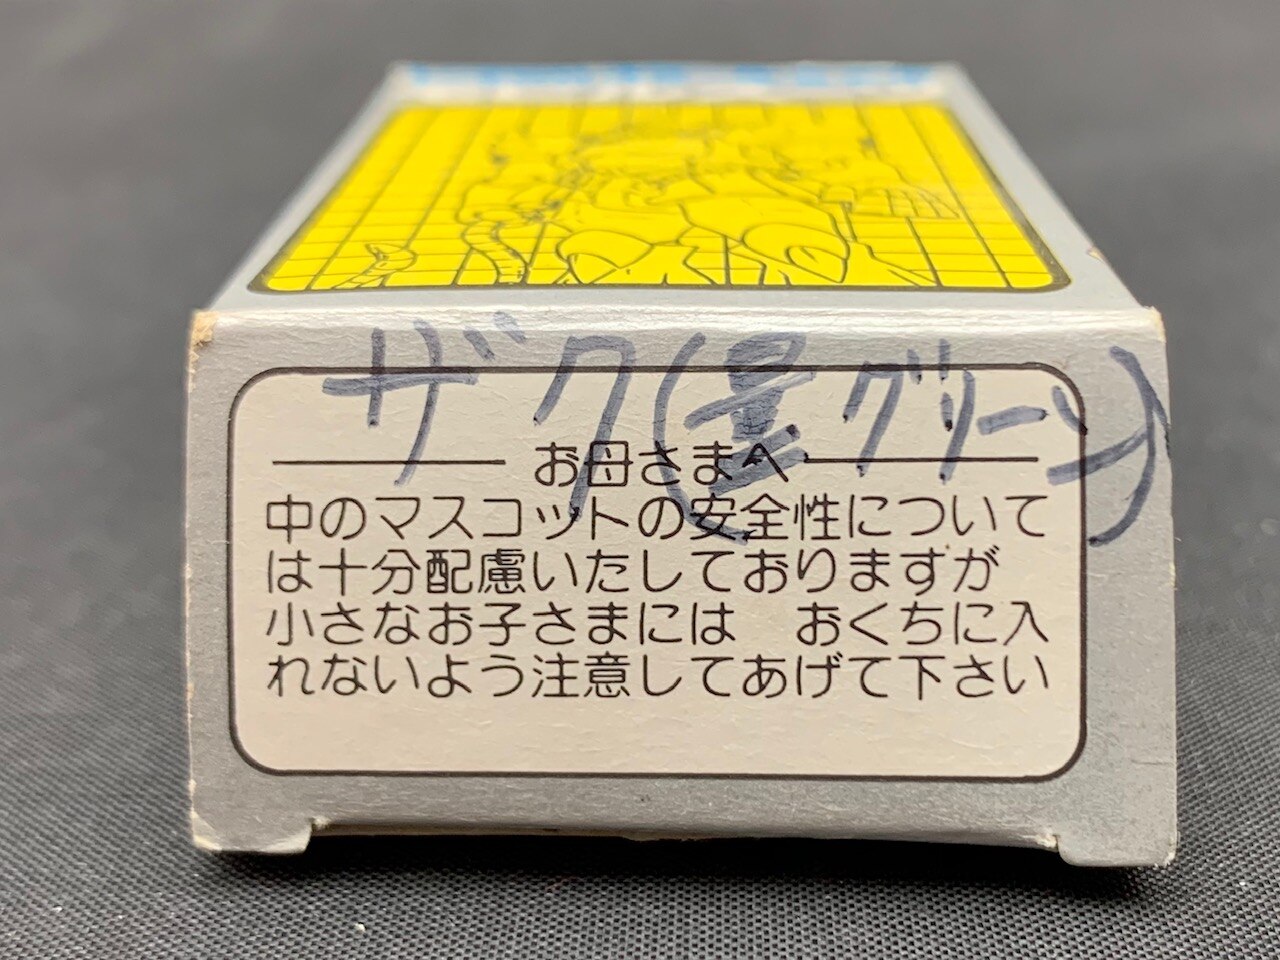 ザク(グリーン)
お母さまへ
中のマスコットの安全性について
は十分配慮いたしておりますが
小さなお子さまには　おくちに入
れないよう注意してあげて下さい